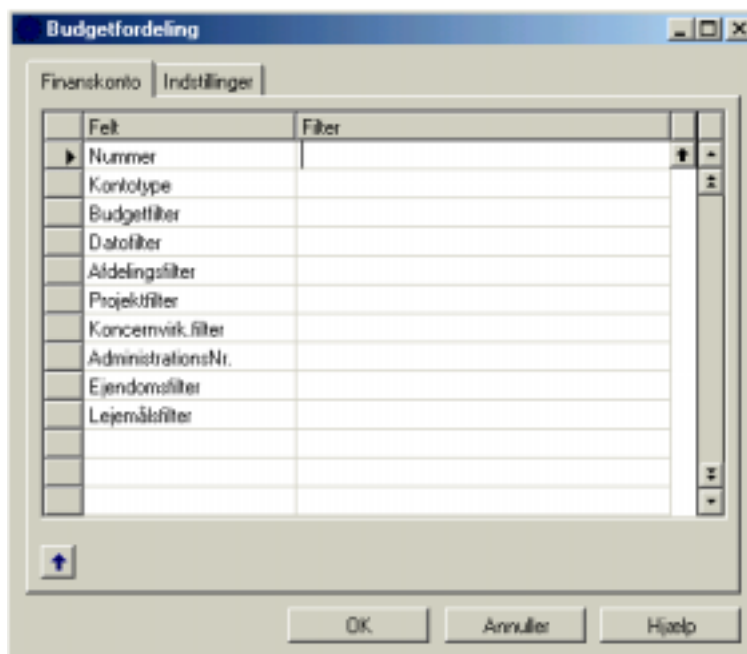 Budgetfordeling
Finanskonto Indstillinger
Felt Filter
Nummer
Kontotype
Budgetfilter
Datofilter
Afdelingsfilter
Projektfilter
Koncernvirk.filter
AdministrationsNr.
Ejendomsfilter
Lejemålsfilter
OK Annuller Hjælp